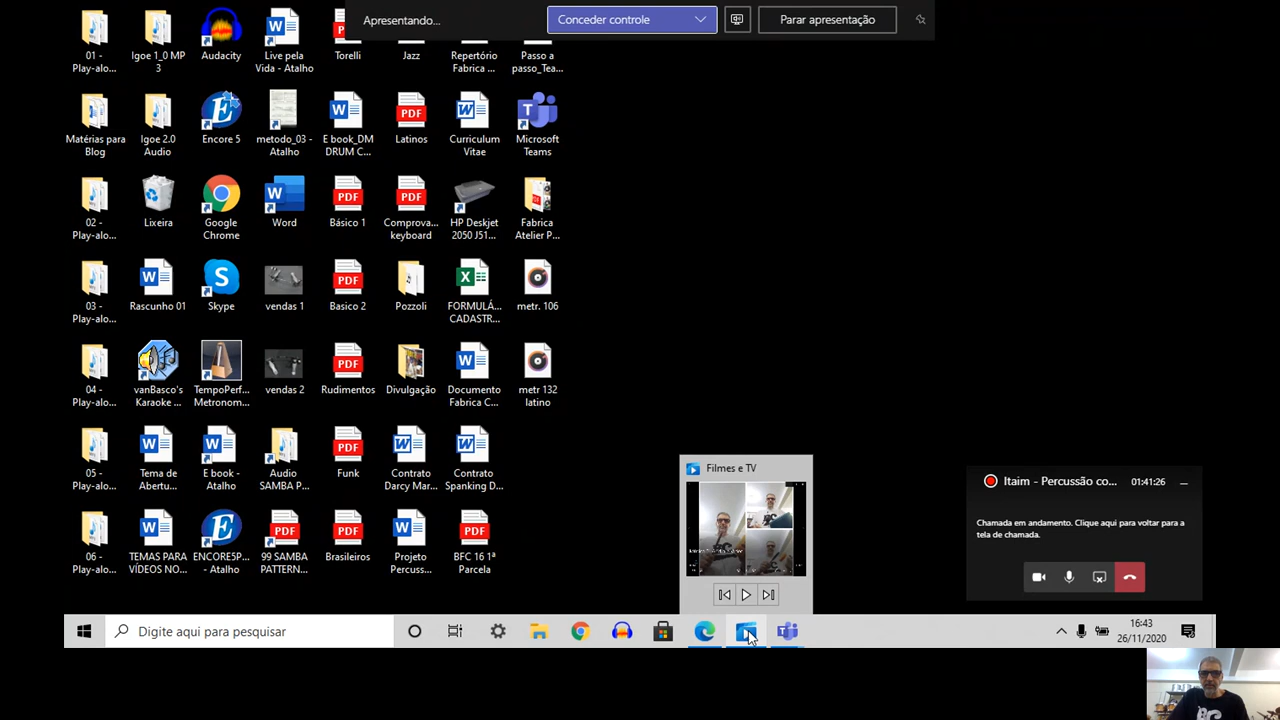 Apresentando...
Conceder controle
Parar apresentação
01 -
Play-alo...
Igoe 1_0 MP
3
Audacity
Live pela
Vida - Atalho
Torelli
Jazz
Repertório
Fabrica ...
Passo a
passo_Tea...
Matérias para
Blog
Igoe 2.0
Audio
Encore 5
metodo_03 -
Atalho
E book_DM
DRUM C...
Latinos
Curriculum
Vitae
Microsoft
Teams
02 -
Play-alo...
Lixeira
Google
Chrome
Word
Básico 1
Comprova...
keyboard
HP Deskjet
2050 J51...
Fabrica
Atelier P...
03 -
Play-alo...
Rascunho 01
Skype
vendas 1
Basico 2
Pozzoli
FORMULÁ...
CADASTR...
metr. 106
04 -
Play-alo...
vanBasco's
Karaoke ...
TempoPerf...
Metronom...
vendas 2
Rudimentos
Divulgação
Documento
Fabrica C...
metr 132
latino
05 -
Play-alo...
Tema de
Abertu...
E book -
Atalho
Audio
SAMBA P...
Funk
Contrato
Darcy Mar...
Contrato
Spanking D...
06 -
Play-alo...
TEMAS PARA
VÍDEOS NO...
ENCORE5P...
- Atalho
99 SAMBA
PATTERN...
Brasileiros
Projeto
Percuss...
BFC 16 1ª
Parcela
Filmes e TV
Itaim - Percussão co...
01:41:26
Chamada em andamento. Clique aqui para voltar para a
tela de chamada.
Digite aqui para pesquisar
16:43
26/11/2020